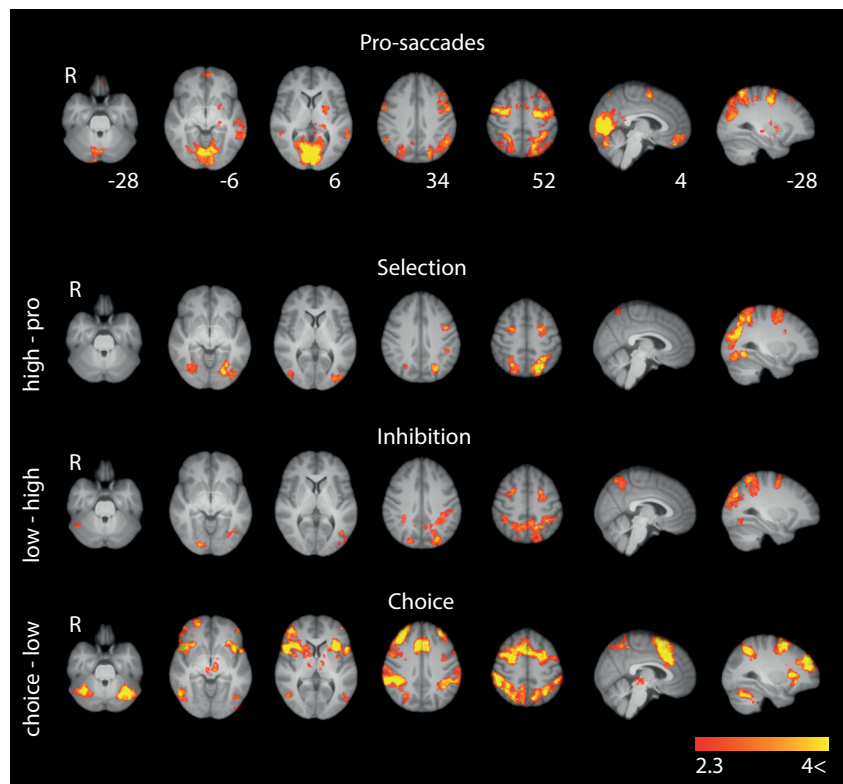 Pro-saccades
R
-28 -6 6 34 52 4 -28
Selection
high - pro
R
Inhibition
low - high
R
Choice
choice - low
R
2.3 4<